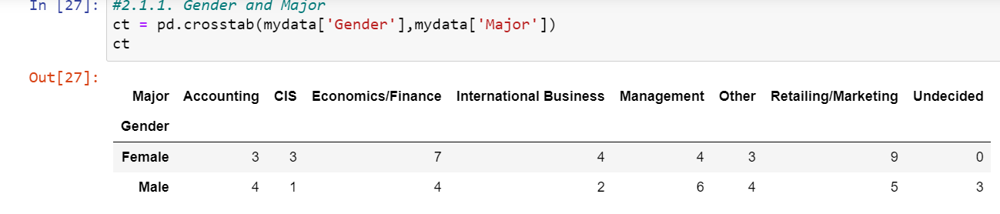 In [27]: #2.1.1. Gender and Major
ct = pd.crosstab(mydata['Gender'],mydata['Major'])
ct
Out[27]:
Major Accounting CIS Economics/Finance International Business Management Other Retailing/Marketing Undecided
Gender
Female 3 3 7 4 4 3 9 0
Male 4 1 4 2 6 4 5 3